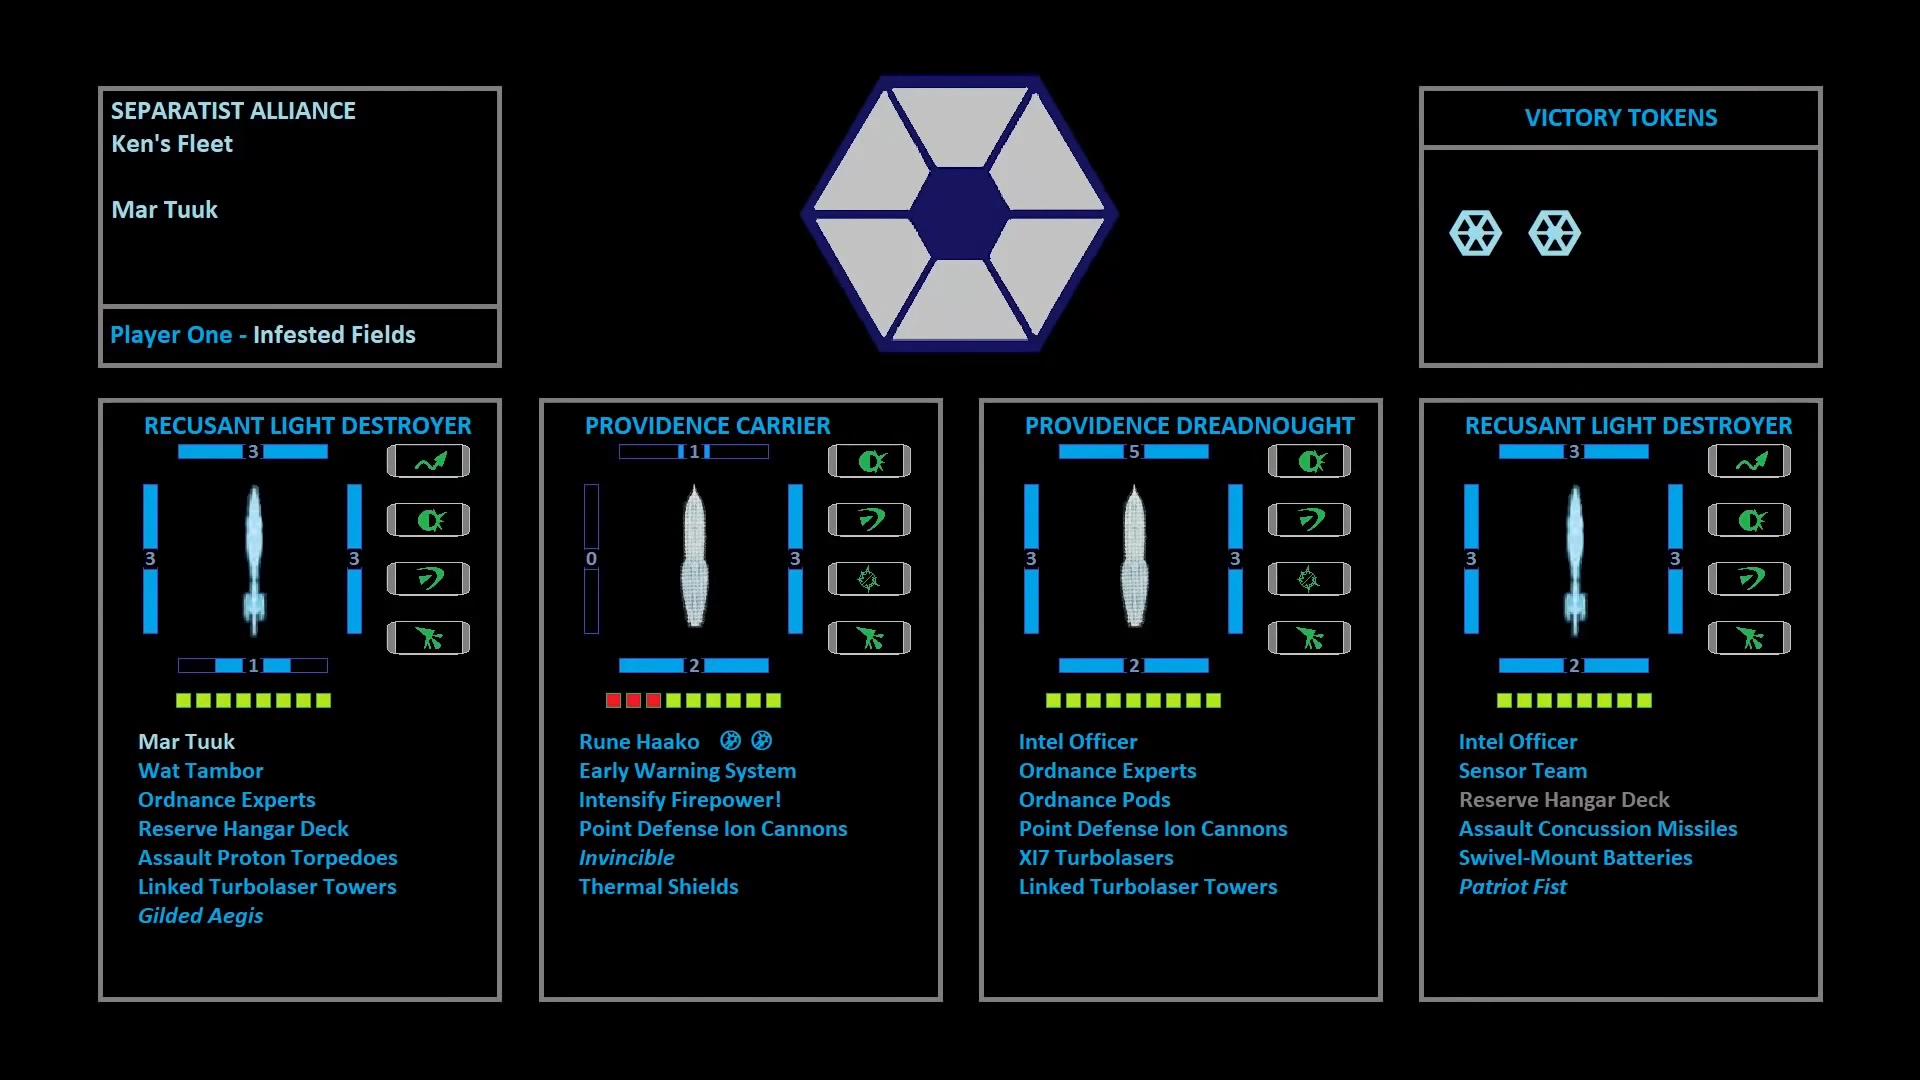 SEPARATIST ALLIANCE
Ken's Fleet
Mar Tuuk
Player One - Infested Fields
VICTORY TOKENS
RECUSANT LIGHT DESTROYER
3
3
3
1
Mar Tuuk
Wat Tambor
Ordnance Experts
Reserve Hangar Deck
Assault Proton Torpedoes
Linked Turbolaser Towers
Gilded Aegis
PROVIDENCE CARRIER
1
0
3
2
Rune Haako
Early Warning System
Intensify Firepower!
Point Defense Ion Cannons
Invincible
Thermal Shields
PROVIDENCE DREADNOUGHT
5
3
3
2
Intel Officer
Ordnance Experts
Ordnance Pods
Point Defense Ion Cannons
XI7 Turbolasers
Linked Turbolaser Towers
RECUSANT LIGHT DESTROYER
3
3
3
2
Intel Officer
Sensor Team
Reserve Hangar Deck
Assault Concussion Missiles
Swivel-Mount Batteries
Patriot Fist